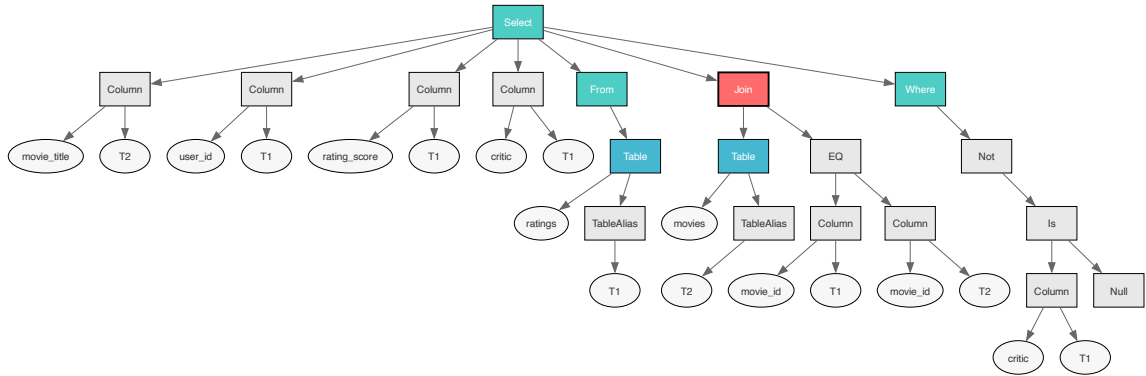 Select
Column Column Column Column From Join Where
movie_title T2 user_id T1 rating_score T1 critic T1 Table Table EQ Not
ratings TableAlias movies TableAlias Column Column Is
T1 T2 movie_id T1 movie_id T2 Column Null
critic T1